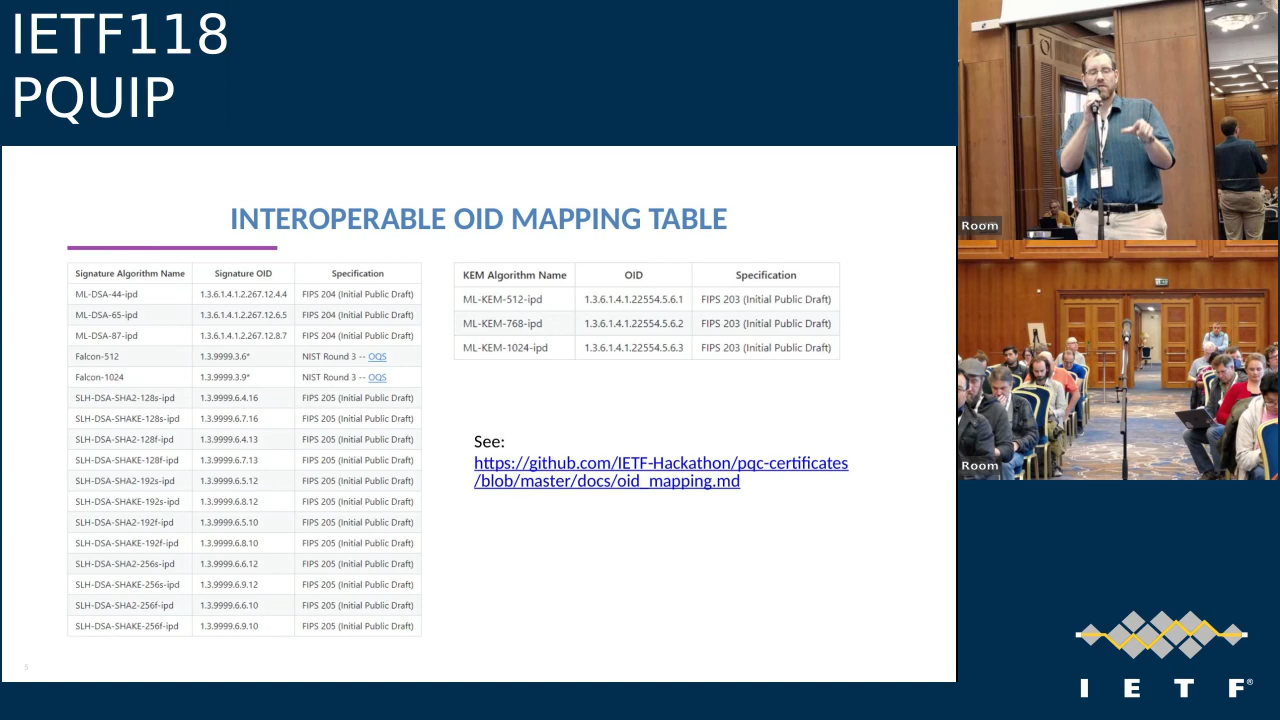 IETF118
PQUIP
INTEROPERABLE OID MAPPING TABLE
Signature Algorithm Name Signature OID Specification
ML-DSA-44-ipd 1.3.6.1.4.1.2.267.12.4.4 FIPS 204 (Initial Public Draft)
ML-DSA-65-ipd 1.3.6.1.4.1.2.267.12.6.5 FIPS 204 (Initial Public Draft)
ML-DSA-87-ipd 1.3.6.1.4.1.2.267.12.8.7 FIPS 204 (Initial Public Draft)
Falcon-512 1.3.9999.3.6* NIST Round 3 -- OQS
Falcon-1024 1.3.9999.3.9* NIST Round 3 -- OQS
SLH-DSA-SHA2-128s-ipd 1.3.9999.6.4.16 FIPS 205 (Initial Public Draft)
SLH-DSA-SHAKE-128s-ipd 1.3.9999.6.7.16 FIPS 205 (Initial Public Draft)
SLH-DSA-SHA2-128f-ipd 1.3.9999.6.4.13 FIPS 205 (Initial Public Draft)
SLH-DSA-SHAKE-128f-ipd 1.3.9999.6.7.13 FIPS 205 (Initial Public Draft)
SLH-DSA-SHA2-192s-ipd 1.3.9999.6.5.12 FIPS 205 (Initial Public Draft)
SLH-DSA-SHAKE-192s-ipd 1.3.9999.6.8.12 FIPS 205 (Initial Public Draft)
SLH-DSA-SHA2-192f-ipd 1.3.9999.6.5.10 FIPS 205 (Initial Public Draft)
SLH-DSA-SHAKE-192f-ipd 1.3.9999.6.8.10 FIPS 205 (Initial Public Draft)
SLH-DSA-SHA2-256s-ipd 1.3.9999.6.6.12 FIPS 205 (Initial Public Draft)
SLH-DSA-SHAKE-256s-ipd 1.3.9999.6.9.12 FIPS 205 (Initial Public Draft)
SLH-DSA-SHA2-256f-ipd 1.3.9999.6.6.10 FIPS 205 (Initial Public Draft)
SLH-DSA-SHAKE-256f-ipd 1.3.9999.6.9.10 FIPS 205 (Initial Public Draft)
KEM Algorithm Name OID Specification
ML-KEM-512-ipd 1.3.6.1.4.1.22554.5.6.1 FIPS 203 (Initial Public Draft)
ML-KEM-768-ipd 1.3.6.1.4.1.22554.5.6.2 FIPS 203 (Initial Public Draft)
ML-KEM-1024-ipd 1.3.6.1.4.1.22554.5.6.3 FIPS 203 (Initial Public Draft)
See:
https://github.com/IETF-Hackathon/pqc-certificates
/blob/master/docs/oid_mapping.md
5
Room
Room
I E T F®